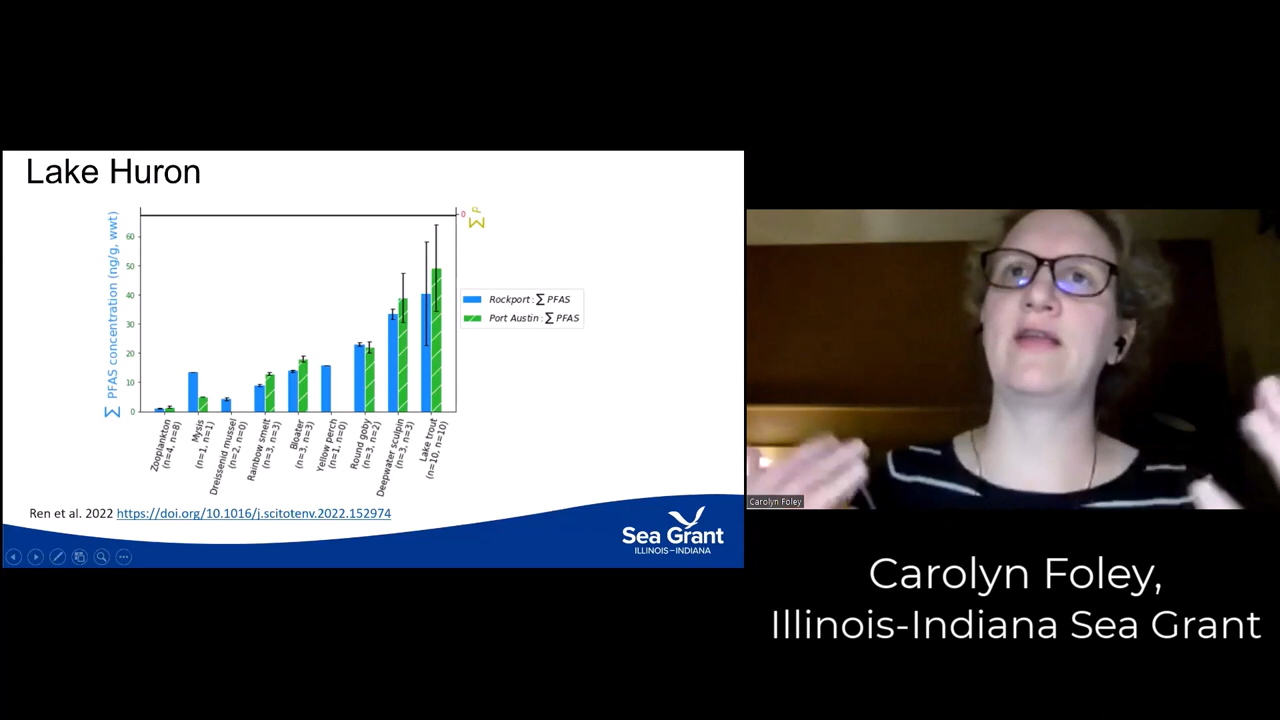 Lake Huron
∑ PFAS concentration (ng/g, wwt)
60
50
40
30
20
10
0
0
∑
Rockport: ∑ PFAS
Port Austin: ∑ PFAS
Zooplankton
(n=4, n=8)
Mysis
(n=1, n=1)
Dreissenid mussel
(n=2, n=0)
Rainbow smelt
(n=3, n=3)
Bloater
(n=3, n=3)
Yellow perch
(n=1, n=0)
Round goby
(n=3, n=2)
Deepwater sculpin
(n=3, n=3)
Lake trout
(n=10, n=10)
Ren et al. 2022 https://doi.org/10.1016/j.scitotenv.2022.152974
Sea Grant
ILLINOIS-INDIANA
Carolyn Foley
Carolyn Foley,
Illinois-Indiana Sea Grant